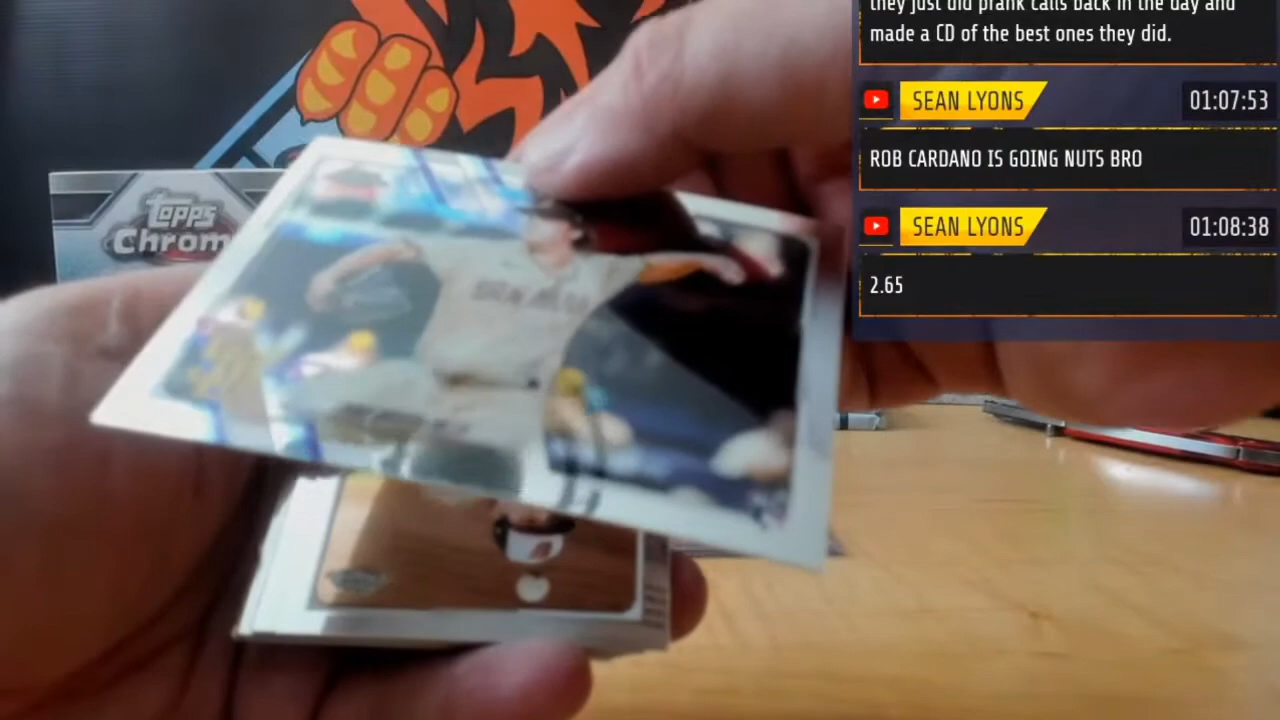 they just did prank calls back in the day and
made a CD of the best ones they did.
SEAN LYONS 01:07:53
ROB CARDANO IS GOING NUTS BRO
SEAN LYONS 01:08:38
2.65
topps
Chrom